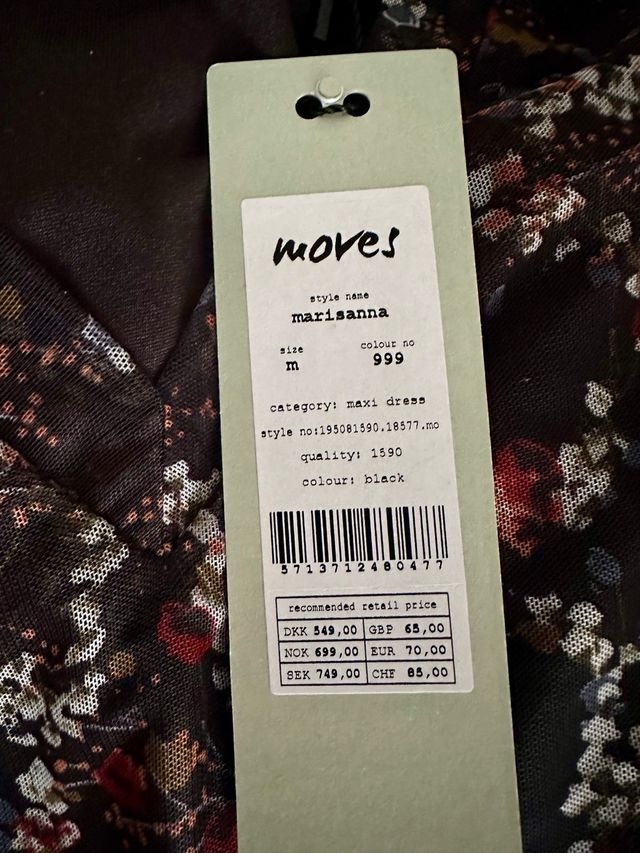 moves
style name
marisanna
size colour no
m 999
category: maxi dress
style no:195081590.18577.mo
quality: 1590
colour: black
5713712480477
recommended retail price
DKK 549,00 GBP 65,00
NOK 699,00 EUR 70,00
SEK 749,00 CHF 85,00